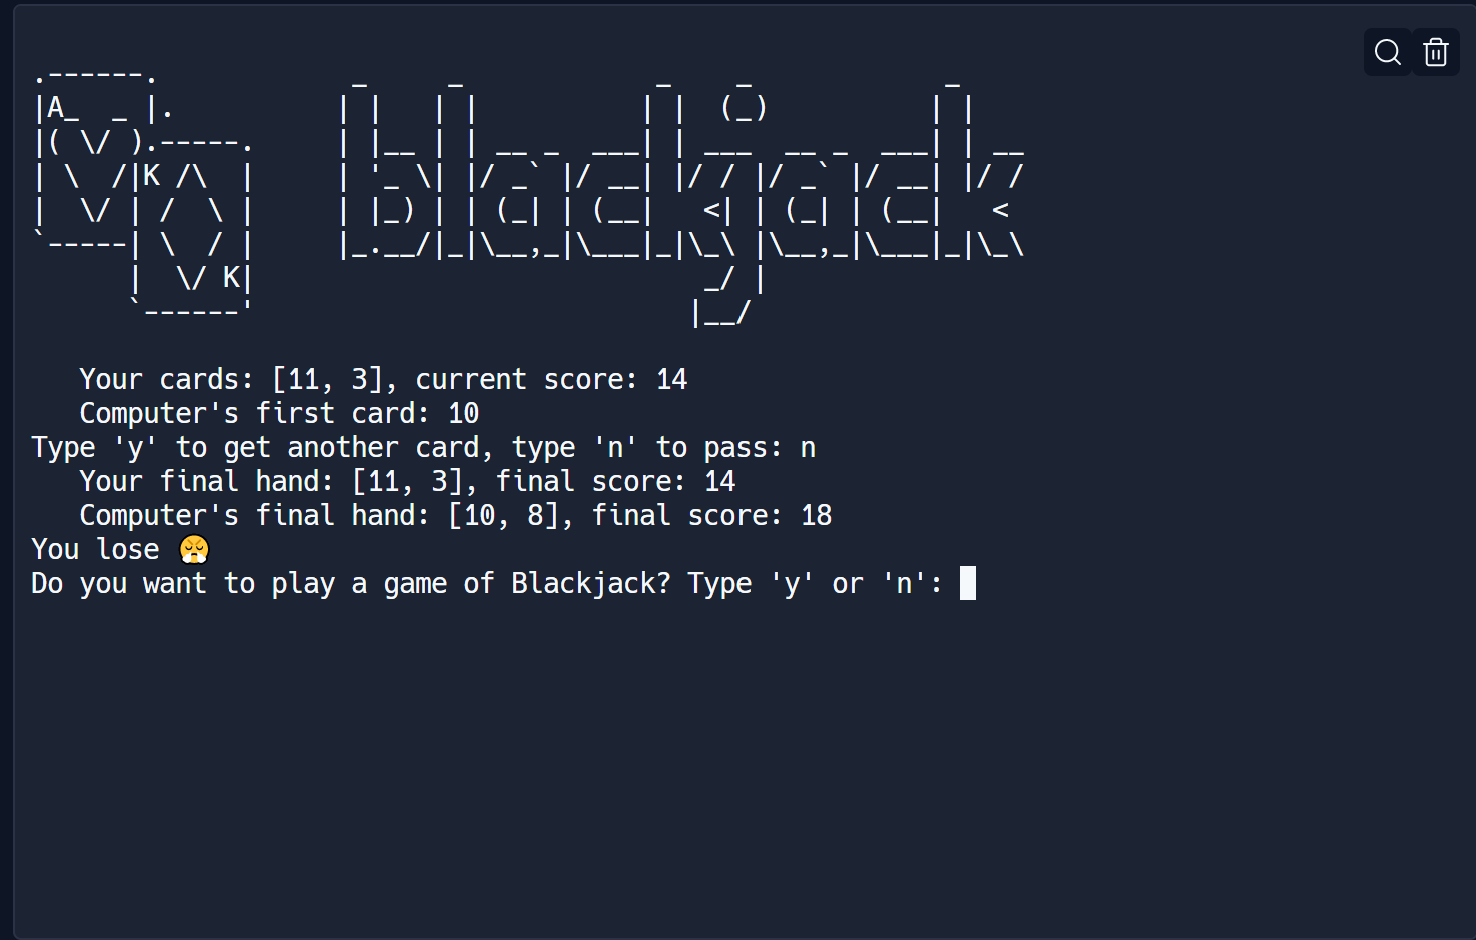 .------.            _      _            _    _            _
|A_  _ |.          | |    | |          | |  (_)          | |
|( \/ ).-----.     | |__  | | __ _  ___| | ___  __ _  ___| | __
| \  /|K /\  |     | '_ \| |/ _` |/ __| |/ / |/ _` |/ __| |/ /
|  \/ | /  \ |     | |_) | | (_| | (__|   <| | (_| | (__|   <
`-----| \  / |     |_.__/|_|\__,_|\___|_|\_\ |\__,_|\___|_|\_\
      |  \/ K|                            _/ |
      `------'                           |__/
Your cards: [11, 3], current score: 14
Computer's first card: 10
Type 'y' to get another card, type 'n' to pass: n
Your final hand: [11, 3], final score: 14
Computer's final hand: [10, 8], final score: 18
You lose 😤
Do you want to play a game of Blackjack? Type 'y' or 'n':